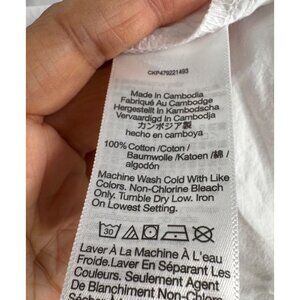 CKP479221493
Made In Cambodia
Fabriqué Au Cambodge
Hergestellt In Kambodscha
Vervaardigd In Cambodja
カンボジア製
hecho en camboya
100% Cotton /Coton/
Baumwolle /Katoen /綿 /
algodón
Machine Wash Cold With Like
Colors. Non-Chlorine Bleach
Only. Tumble Dry Low. Iron
On Lowest Setting.
30
Laver À La Machine À L'eau
Froide.Laver En Séparant Les
Couleurs. Seulement Agent
De Blanchiment Non